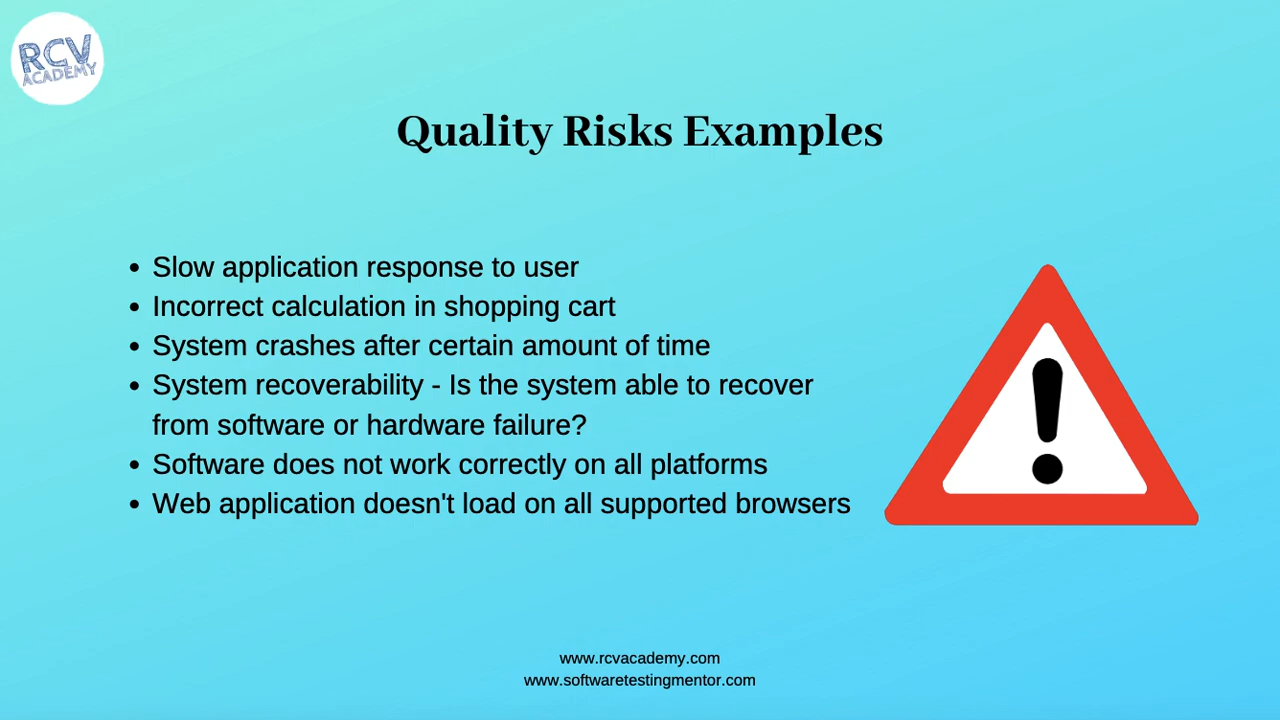 RCV
ACADEMY
Quality Risks Examples
• Slow application response to user
• Incorrect calculation in shopping cart
• System crashes after certain amount of time
• System recoverability - Is the system able to recover
from software or hardware failure?
• Software does not work correctly on all platforms
• Web application doesn't load on all supported browsers
www.rcvacademy.com
www.softwaretestingmentor.com